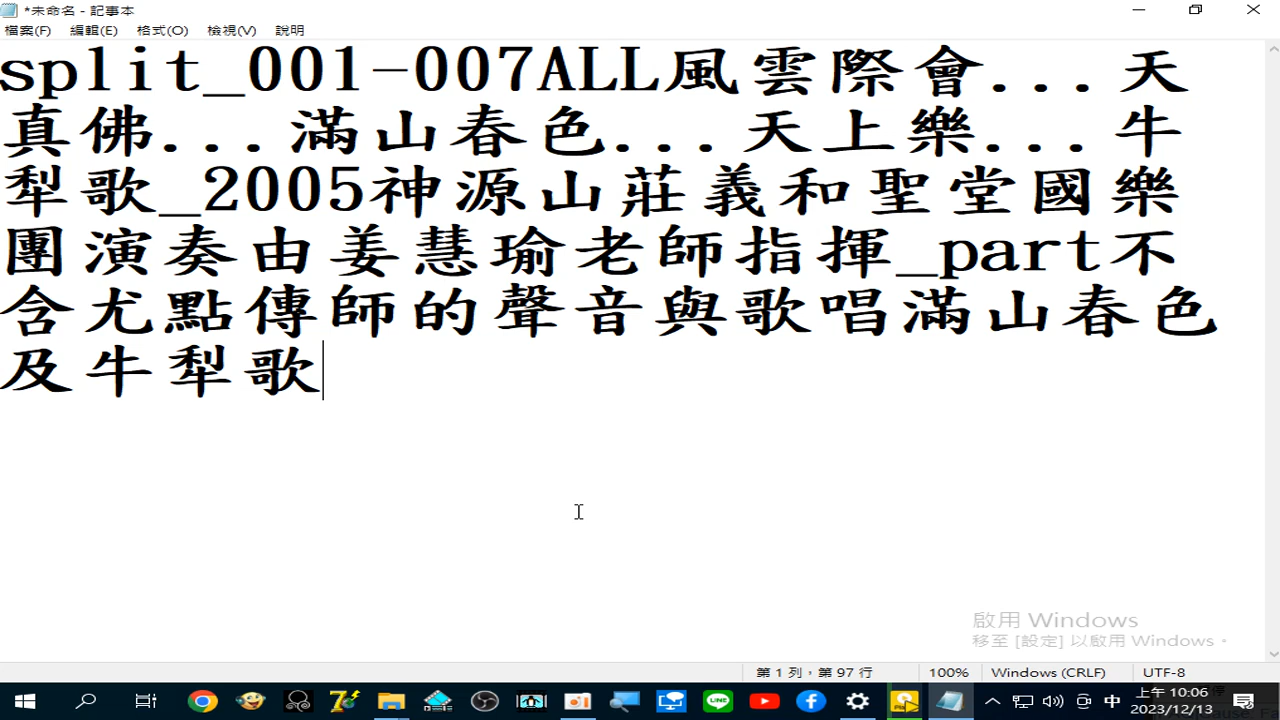 *未命名 - 記事本
檔案(F) 編輯(E) 格式(O) 檢視(V) 說明
split_001-007ALL風雲際會...天
真佛...滿山春色...天上樂...牛
犁歌_2005神源山莊義和聖堂國樂
團演奏由姜慧瑜老師指揮_part不
含尤點傳師的聲音與歌唱滿山春色
及牛犁歌
啟用 Windows
移至 [設定] 以啟用 Windows。
第 1 列，第 97 行 100% Windows (CRLF) UTF-8
中 上午 10:06
2023/12/13